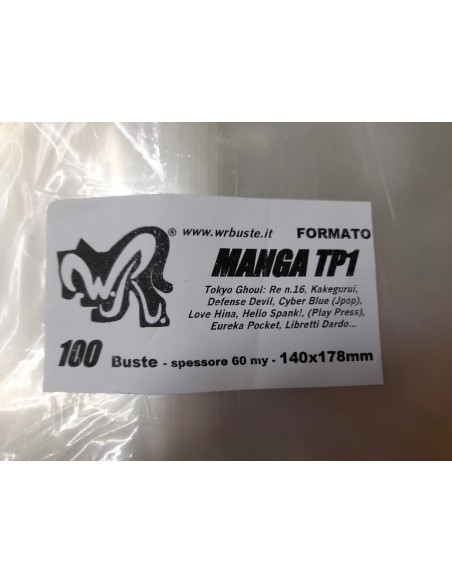 WR
® www.wrbuste.it FORMATO
MANGA TP1
Tokyo Ghoul: Re n.16, Kakegurui,
Defense Devil, Cyber Blue (Jpop),
Love Hina, Hello Spank!, (Play Press),
Eureka Pocket, Libretti Dardo...
100 Buste - spessore 60 my - 140x178mm